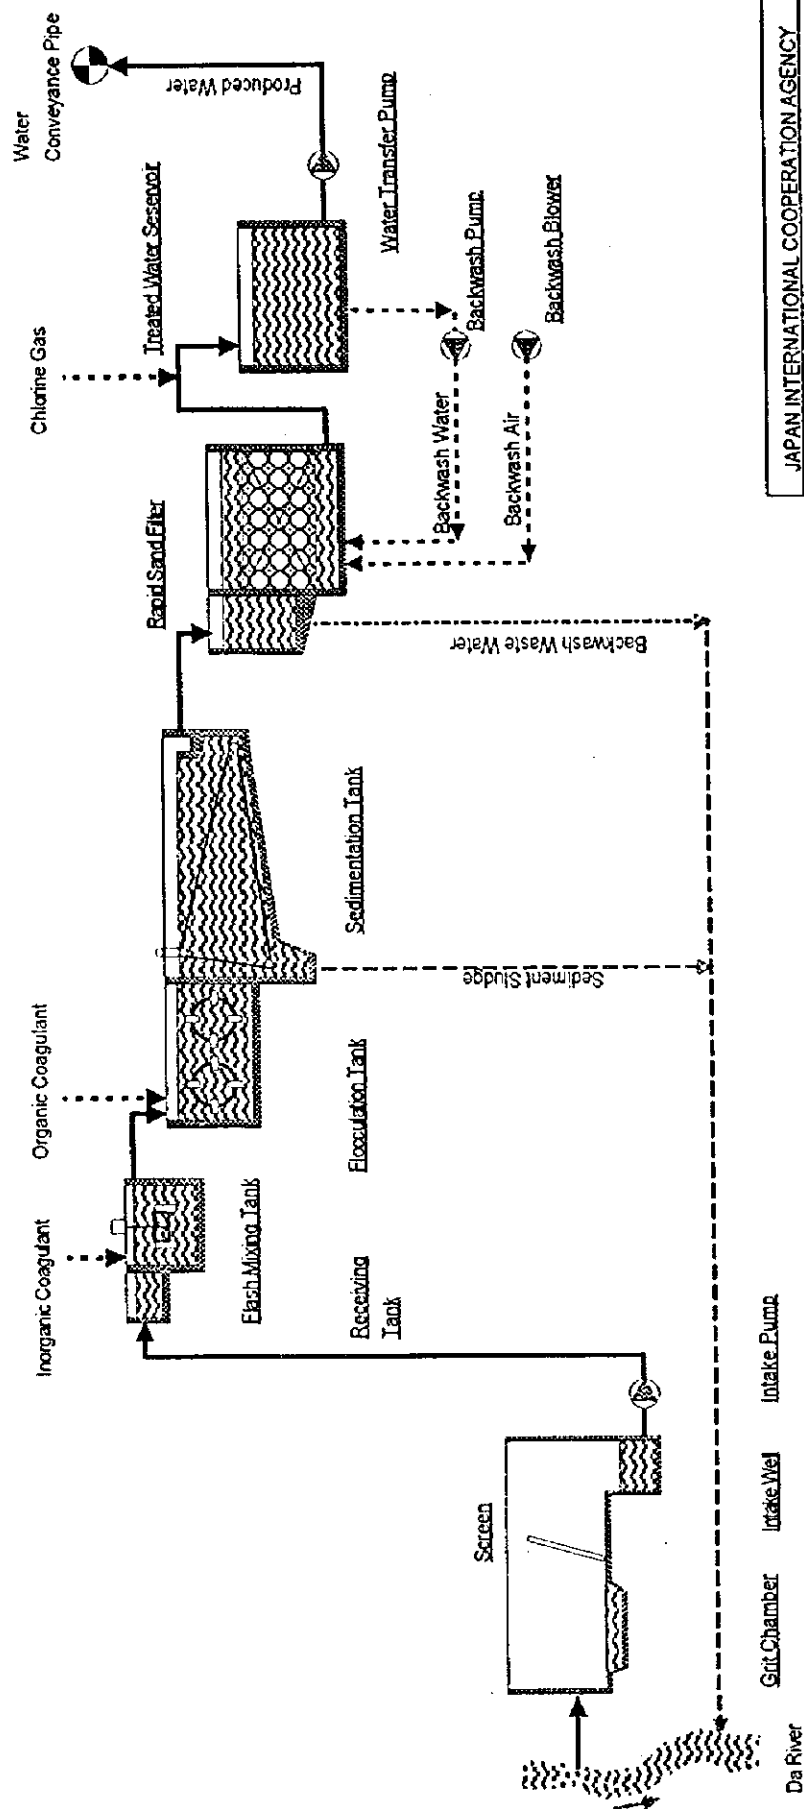 Water
Conveyance Pipe
Produced Water
Water Transfer Pump
Treated Water Seservoir
Chlorine Gas
Backwash Pump
Backwash Blower
Backwash Water
Backwash Air
Rapid Sand Filter
Backwash Waste Water
Sedimentation Tank
Sediment Sludge
Organic Coagulant
Flocculation Tank
Inorganic Coagulant
Flash Mixing Tank
Receiving
Tank
Screen
Intake Pump
Intake Well
Grit Chamber
Da River
JAPAN INTERNATIONAL COOPERATION AGENCY